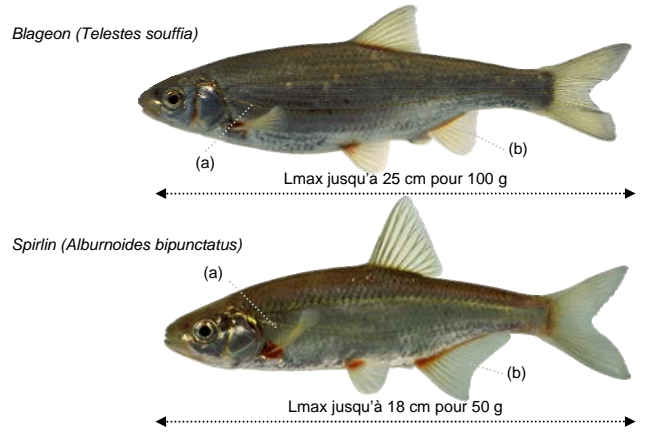 Blageon (Telestes souffia)
(a)
(b)
Lmax jusqu'à 25 cm pour 100 g
Spirlin (Alburnoides bipunctatus)
(a)
(b)
Lmax jusqu'à 18 cm pour 50 g